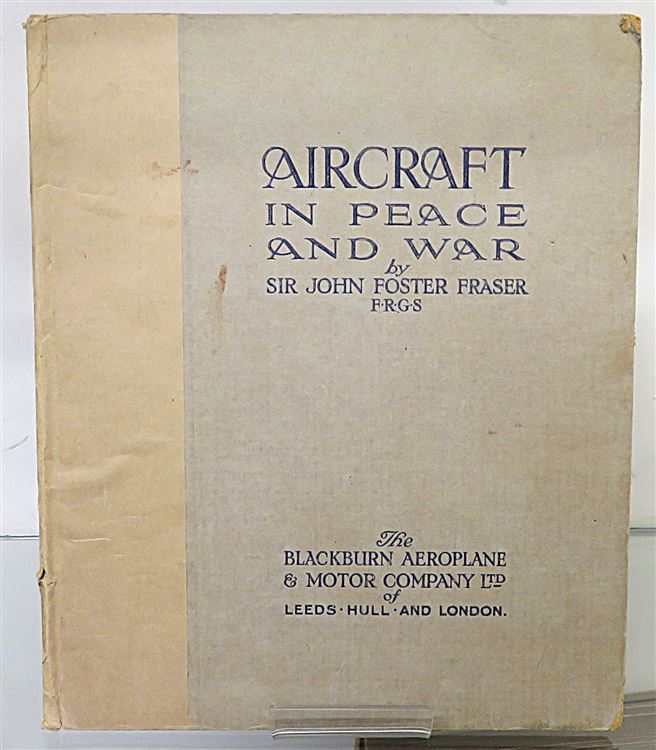 AIRCRAFT
IN PEACE
AND WAR
by
SIR JOHN FOSTER FRASER
F·R·G·S
The
BLACKBURN AEROPLANE
& MOTOR COMPANY LTD
of
LEEDS · HULL · AND LONDON.